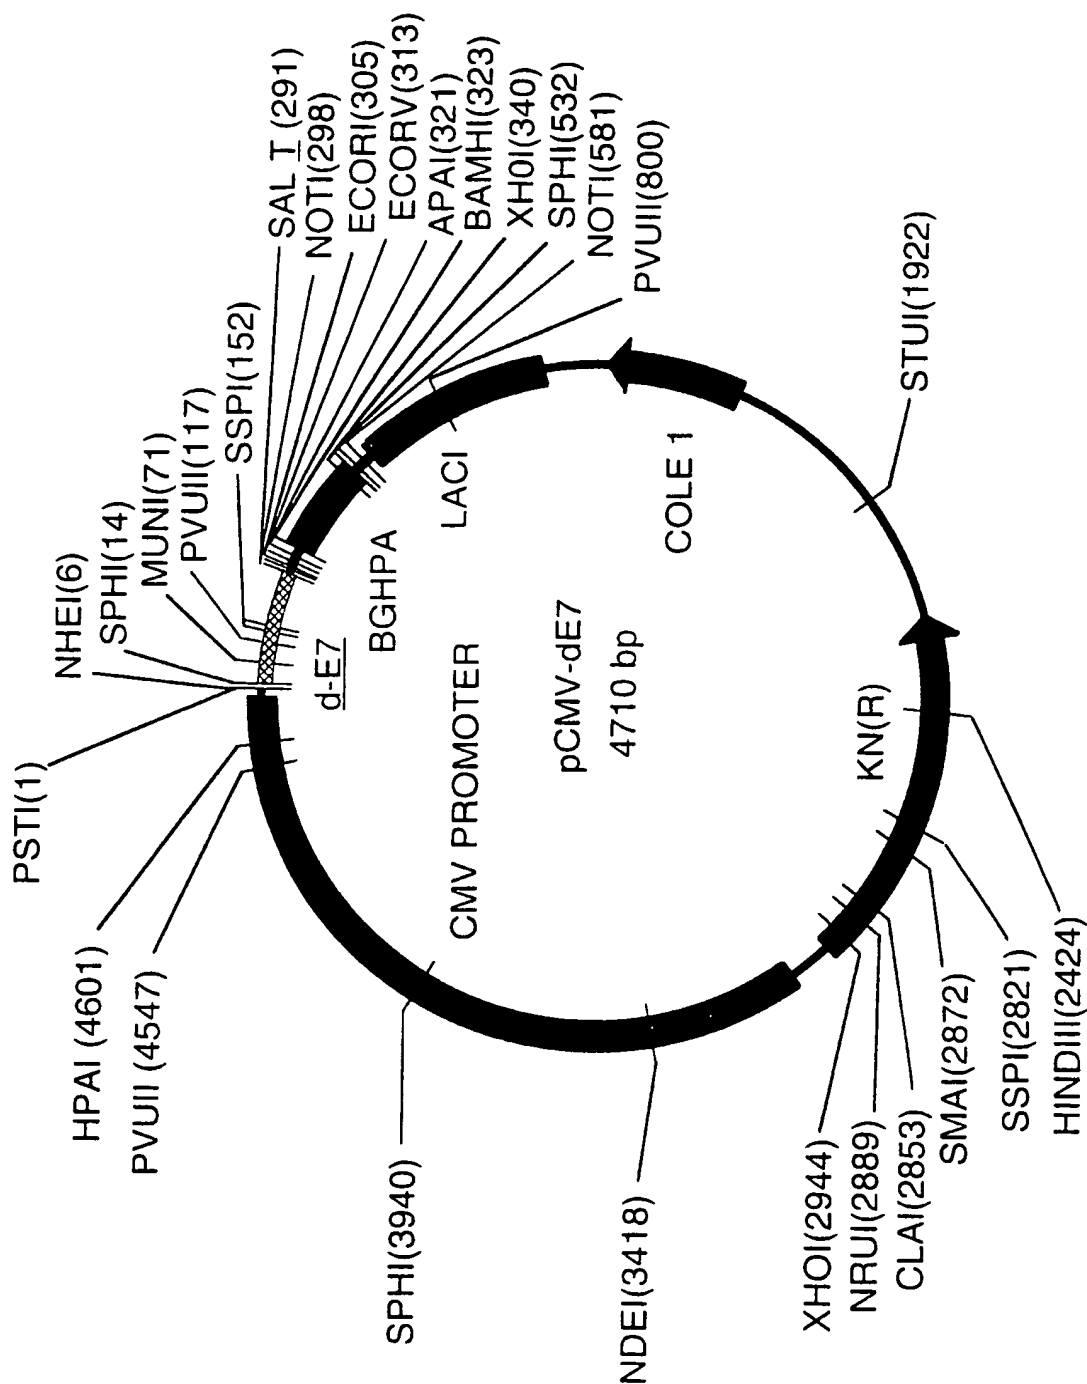 PSTI(1)
NHEI(6)
SPHI(14)
MUNI(71)
PVUII(117)
SSPI(152)
SAL I (291)
NOTI(298)
ECORI(305)
ECORV(313)
APAI(321)
BAMHI(323)
XH0I(340)
SPHI(532)
NOTI(581)
PVUII(800)
STUI(1922)
HPAI (4601)
PVUII (4547)
SPHI(3940)
NDEI(3418)
XHOI(2944)
NRUI(2889)
CLAI(2853)
SMAI(2872)
SSPI(2821)
HINDIII(2424)
d-E7
BGHPA
LACI
COLE 1
CMV PROMOTER
pCMV-dE7
4710 bp
KN(R)